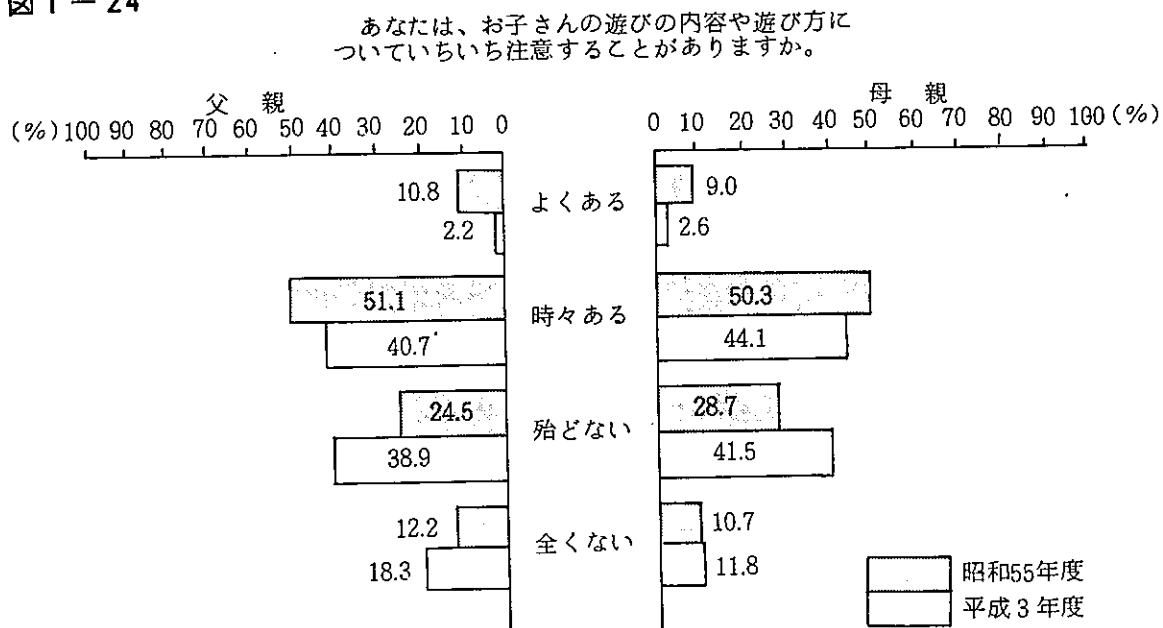 図1－24
あなたは、お子さんの遊びの内容や遊び方に
ついていちいち注意することがありますか。
父　親
母　親
(%) 100 90 80 70 60 50 40 30 20 10 0
0 10 20 30 40 50 60 70 80 90 100 (%)
10.8 よくある 9.0
2.2 2.6
51.1 時々ある 50.3
40.7 44.1
24.5 殆どない 28.7
38.9 41.5
12.2 全くない 10.7
18.3 11.8
昭和55年度
平成3年度